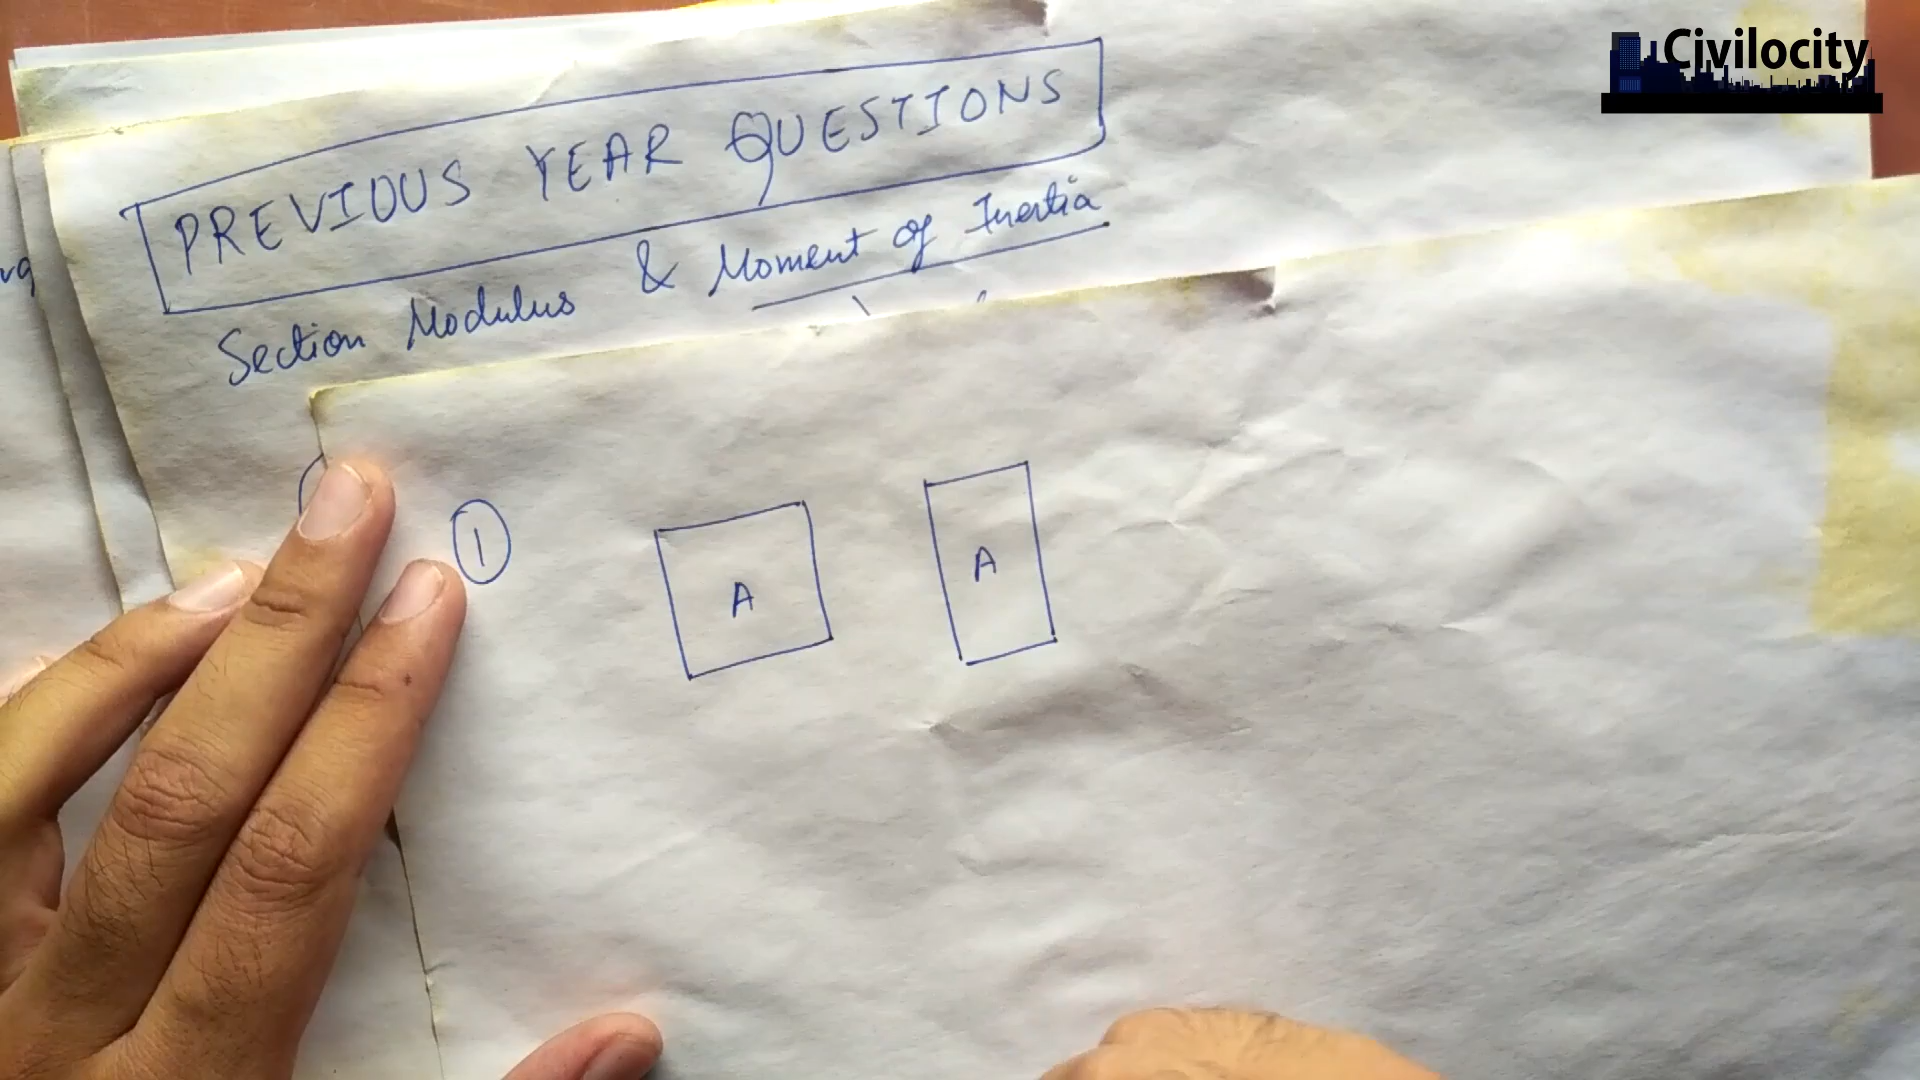 Civilocity
PREVIOUS YEAR QUESTIONS
Section Modulus & Moment of Inertia
1
A
A